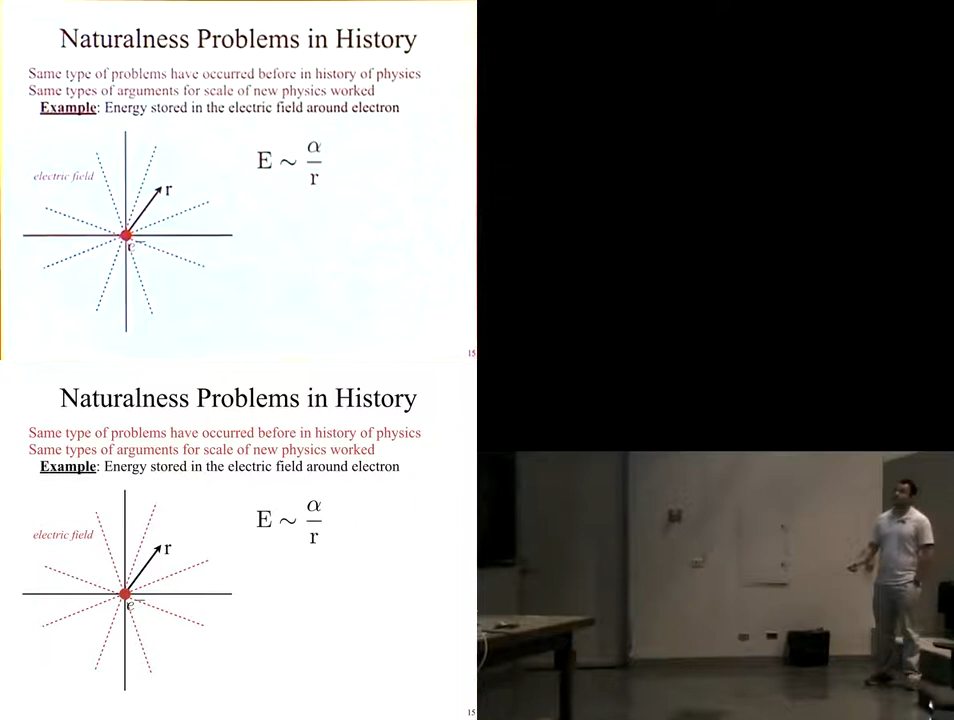 Naturalness Problems in History
Same type of problems have occurred before in history of physics
Same types of arguments for scale of new physics worked
Example: Energy stored in the electric field around electron
E ~ α/r
electric field
r
e⁻
15
Naturalness Problems in History
Same type of problems have occurred before in history of physics
Same types of arguments for scale of new physics worked
Example: Energy stored in the electric field around electron
E ~ α/r
electric field
r
e⁻
15